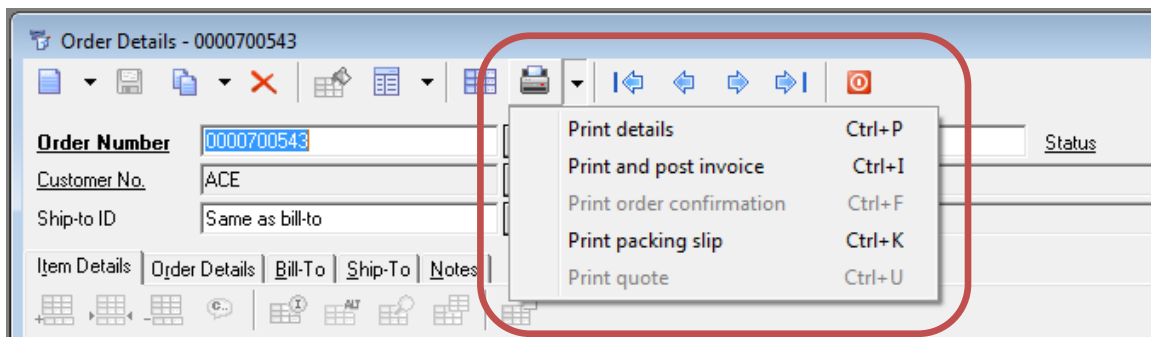 Order Details - 0000700543
Order Number 0000700543 Status
Customer No. ACE
Ship-to ID Same as bill-to
Print details Ctrl+P
Print and post invoice Ctrl+I
Print order confirmation Ctrl+F
Print packing slip Ctrl+K
Print quote Ctrl+U
Item Details Order Details Bill-To Ship-To Notes
C.. I ALT